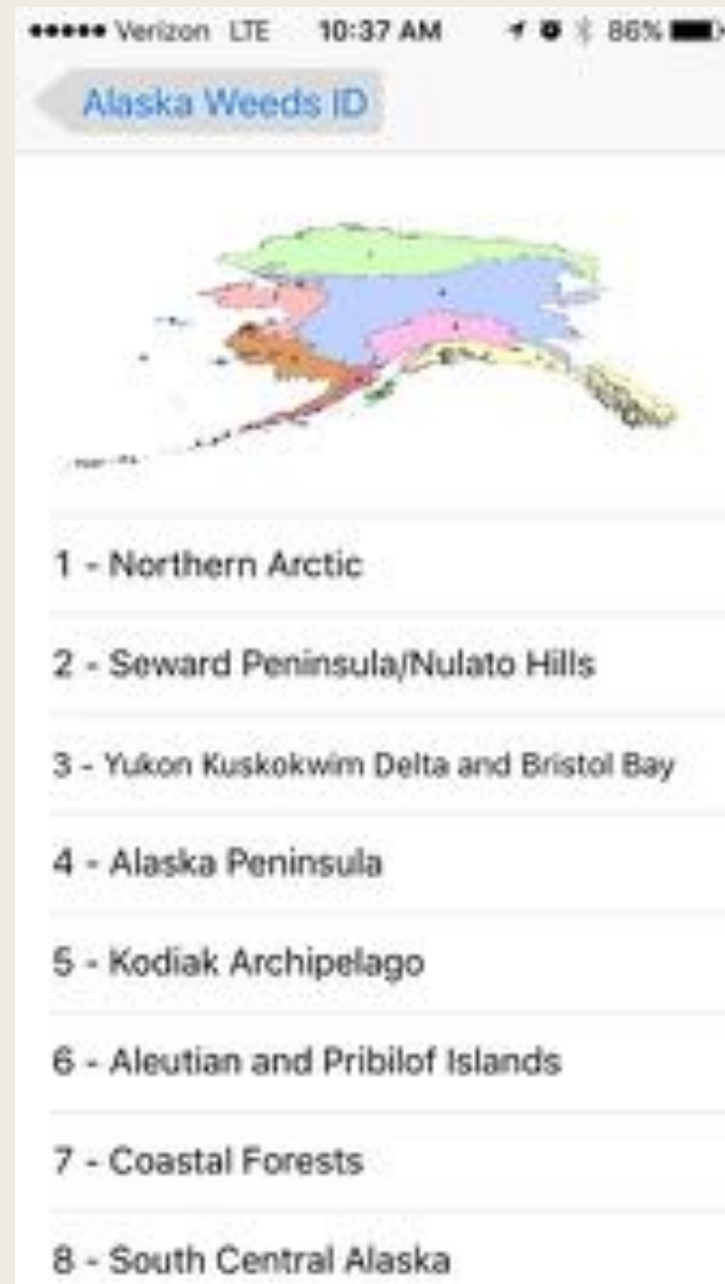 Verizon LTE 10:37 AM 86%
Alaska Weeds ID
1 - Northern Arctic
2 - Seward Peninsula/Nulato Hills
3 - Yukon Kuskokwim Delta and Bristol Bay
4 - Alaska Peninsula
5 - Kodiak Archipelago
6 - Aleutian and Pribilof Islands
7 - Coastal Forests
8 - South Central Alaska